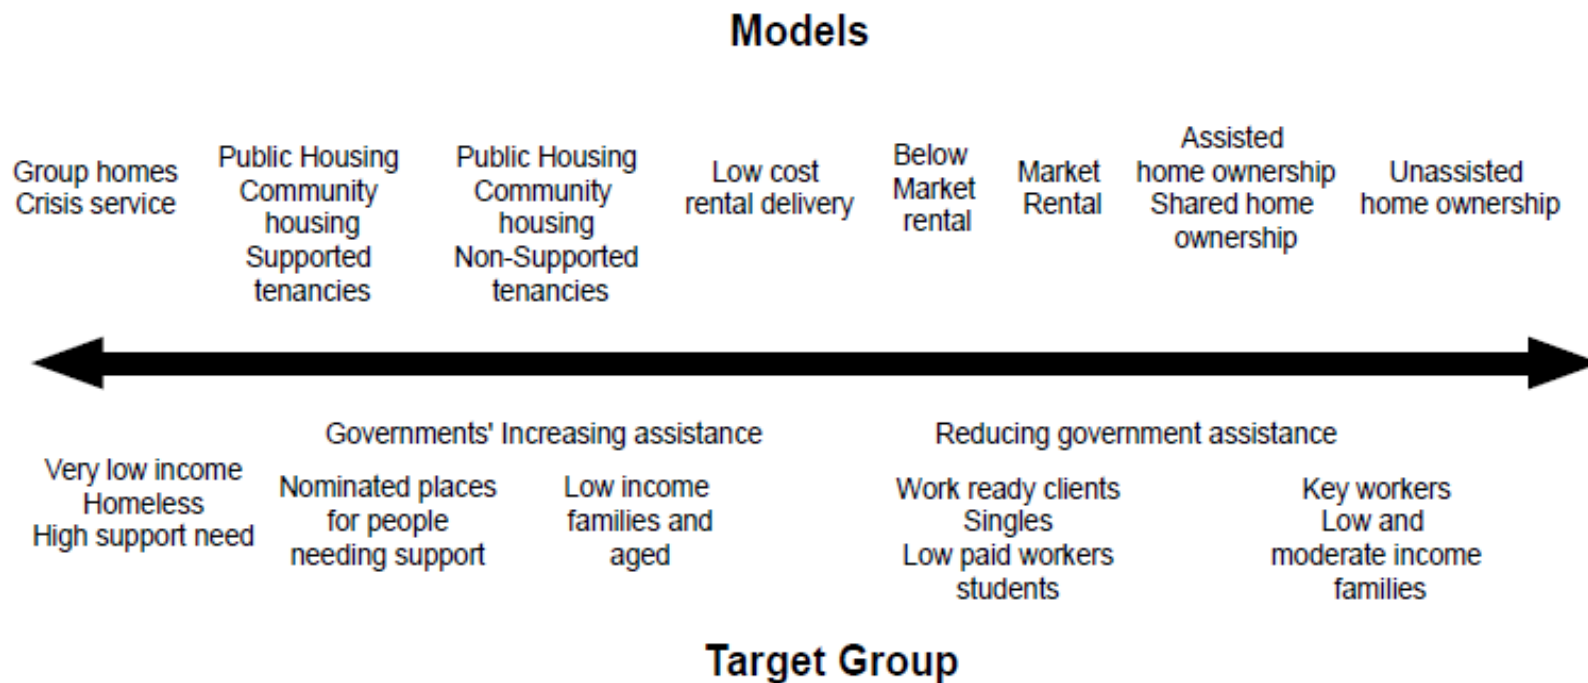 Models
Group homes
Crisis service
Public Housing
Community
housing
Supported
tenancies
Public Housing
Community
housing
Non-Supported
tenancies
Low cost
rental delivery
Below
Market
rental
Market
Rental
Assisted
home ownership
Shared home
ownership
Unassisted
home ownership
Governments' Increasing assistance
Reducing government assistance
Very low income
Homeless
High support need
Nominated places
for people
needing support
Low income
families and
aged
Work ready clients
Singles
Low paid workers
students
Key workers
Low and
moderate income
families
Target Group